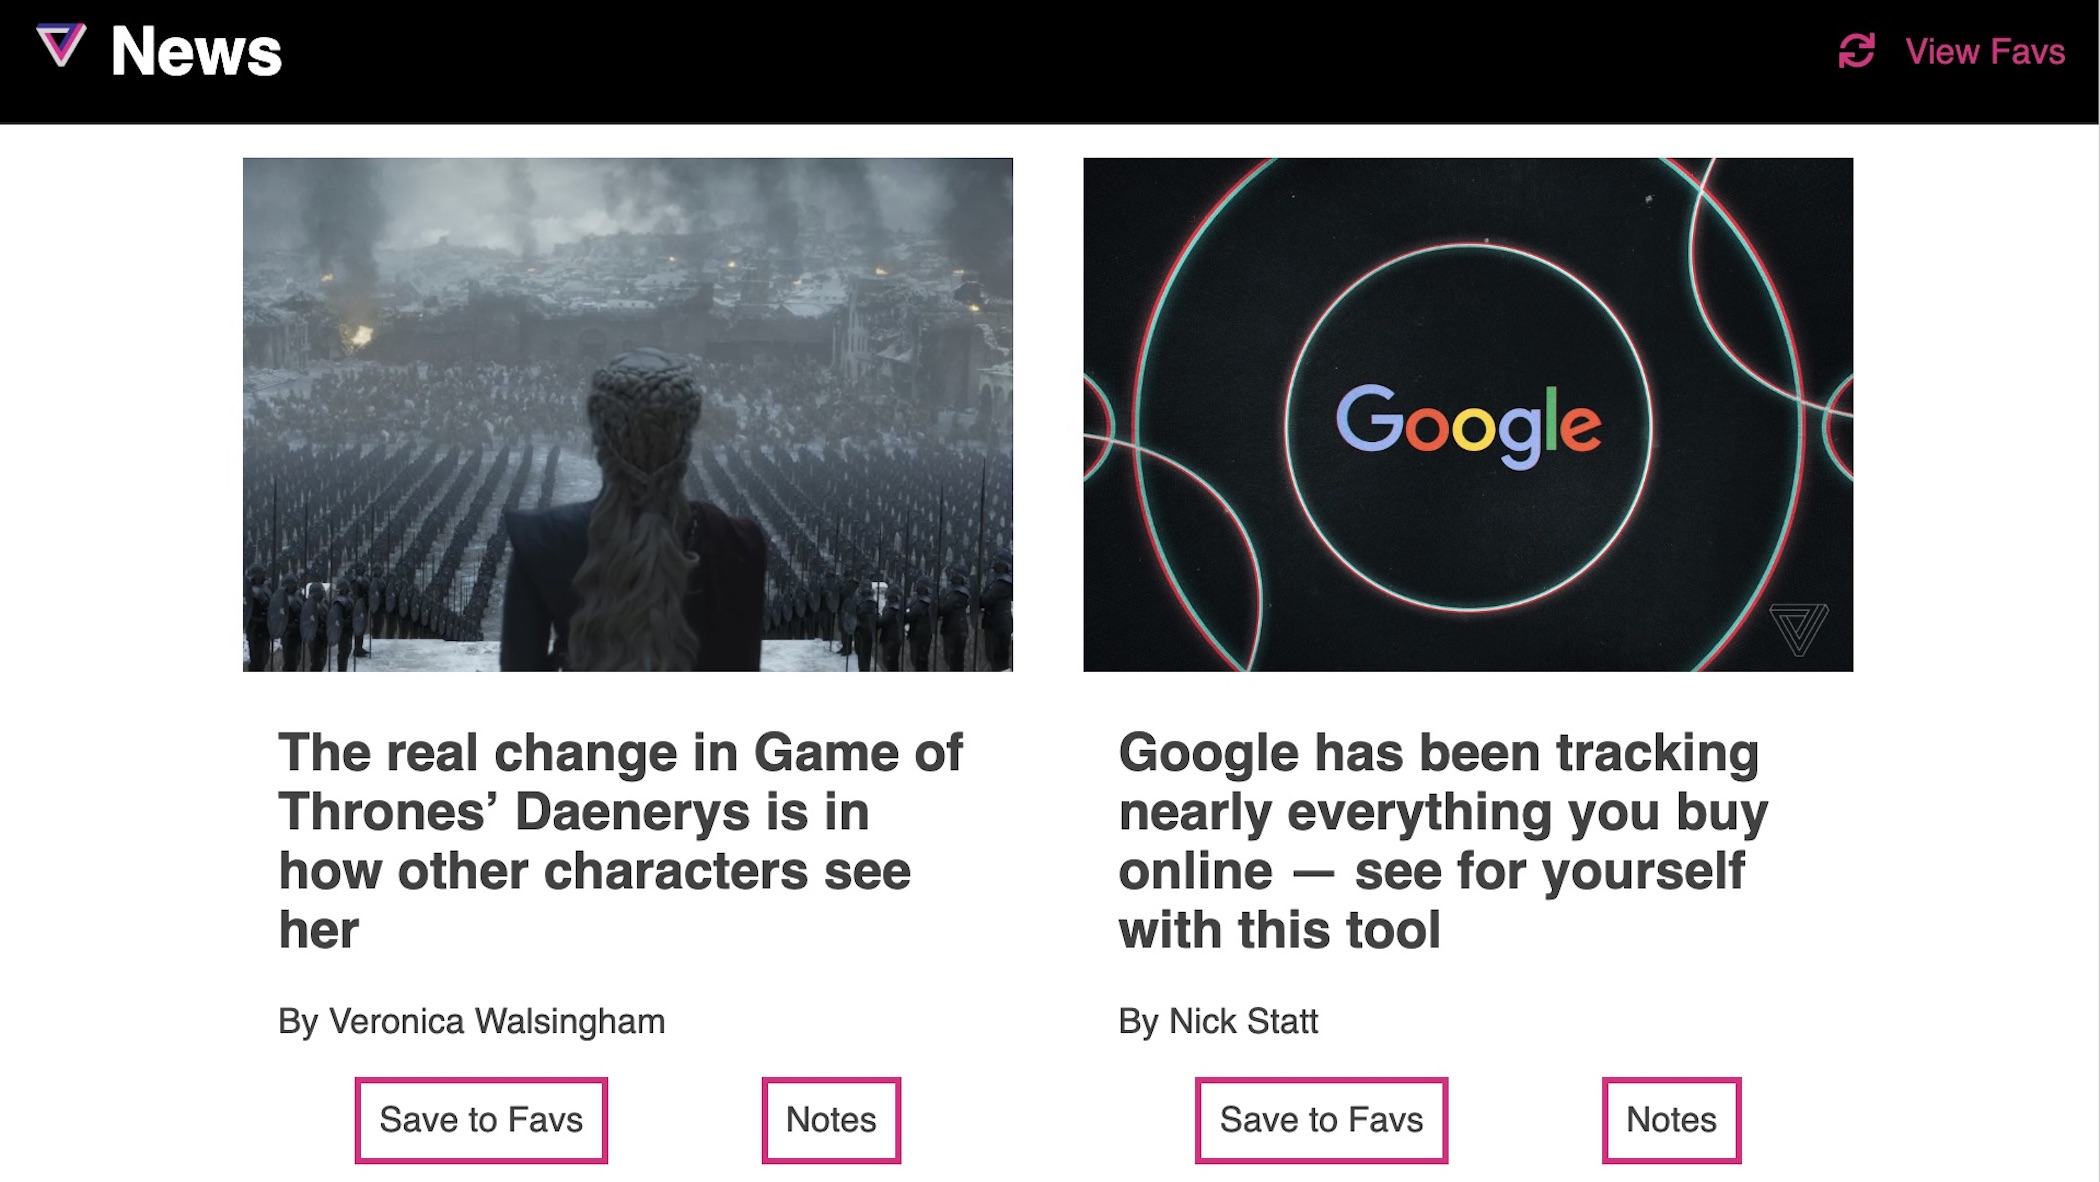 News
View Favs
Google
The real change in Game of
Thrones’ Daenerys is in
how other characters see
her
By Veronica Walsingham
Save to Favs
Notes
Google has been tracking
nearly everything you buy
online — see for yourself
with this tool
By Nick Statt
Save to Favs
Notes